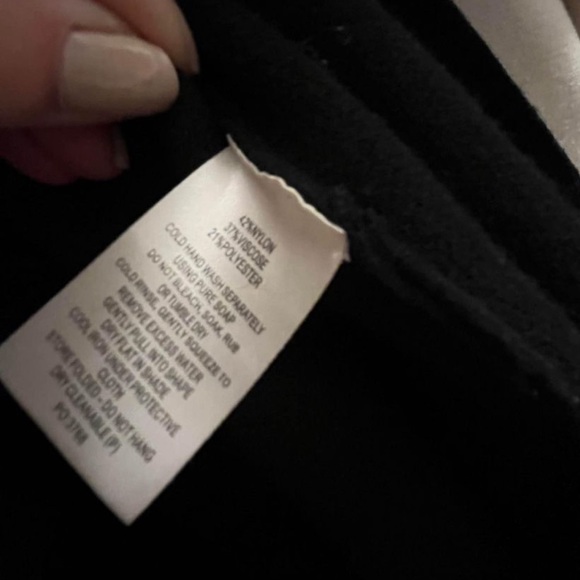 42%NYLON
37%VISCOSE
21%POLYESTER
COLD HAND WASH SEPARATELY
USING PURE SOAP
DO NOT BLEACH, SOAK, RUB
OR TUMBLE DRY
COLD RINSE, GENTLY SQUEEZE TO
REMOVE EXCESS WATER
GENTLY PULL INTO SHAPE
DRY FLAT IN SHADE
COOL IRON UNDER PROTECTIVE
CLOTH
STORE FOLDED - DO NOT HANG
DRY CLEANABLE (P)
PO 3768